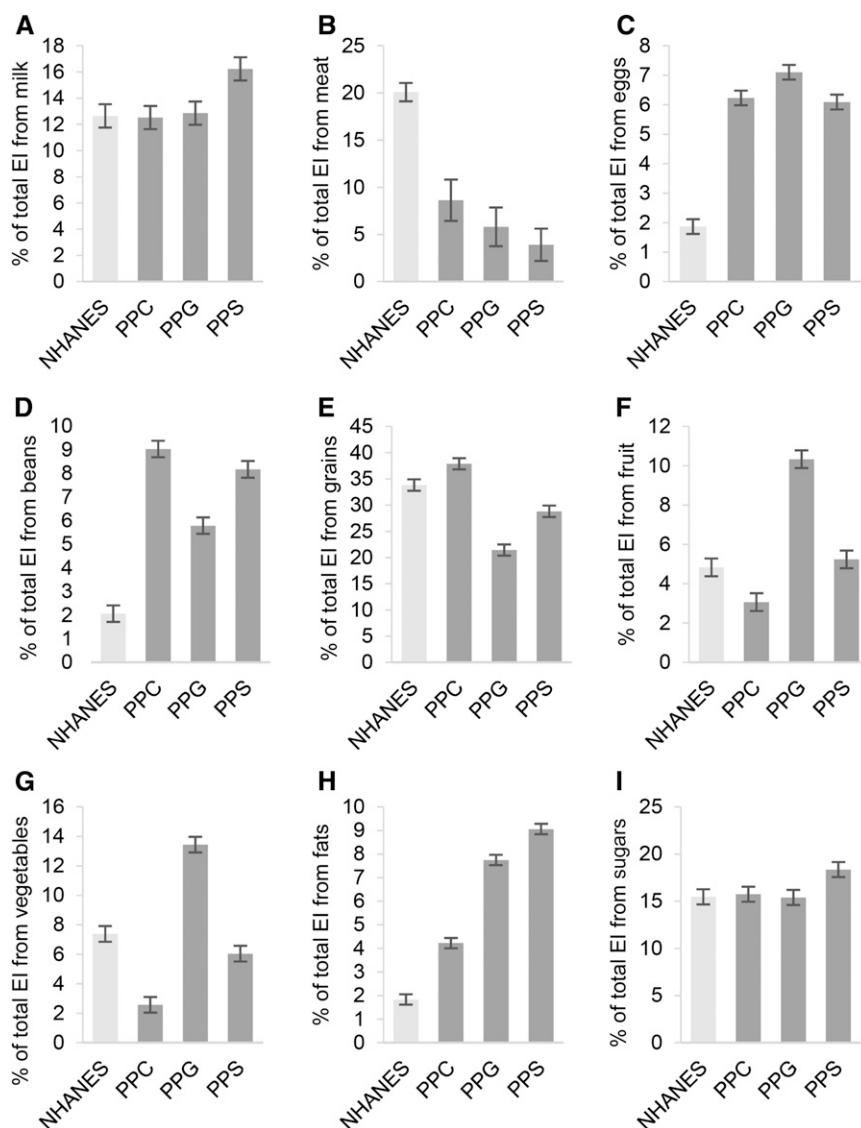 A
% of total EI from milk
18
16
14
12
10
8
6
4
2
0
NHANES PPC PPG PPS
B
% of total EI from meat
25
20
15
10
5
0
NHANES PPC PPG PPS
C
% of total EI from eggs
8
7
6
5
4
3
2
1
0
NHANES PPC PPG PPS
D
% of total EI from beans
10
9
8
7
6
5
4
3
2
1
0
NHANES PPC PPG PPS
E
% of total EI from grains
45
40
35
30
25
20
15
10
5
0
NHANES PPC PPG PPS
F
% of total EI from fruit
12
10
8
6
4
2
0
NHANES PPC PPG PPS
G
% of total EI from vegetables
16
14
12
10
8
6
4
2
0
NHANES PPC PPG PPS
H
% of total EI from fats
10
9
8
7
6
5
4
3
2
1
0
NHANES PPC PPG PPS
I
% of total EI from sugars
25
20
15
10
5
0
NHANES PPC PPG PPS